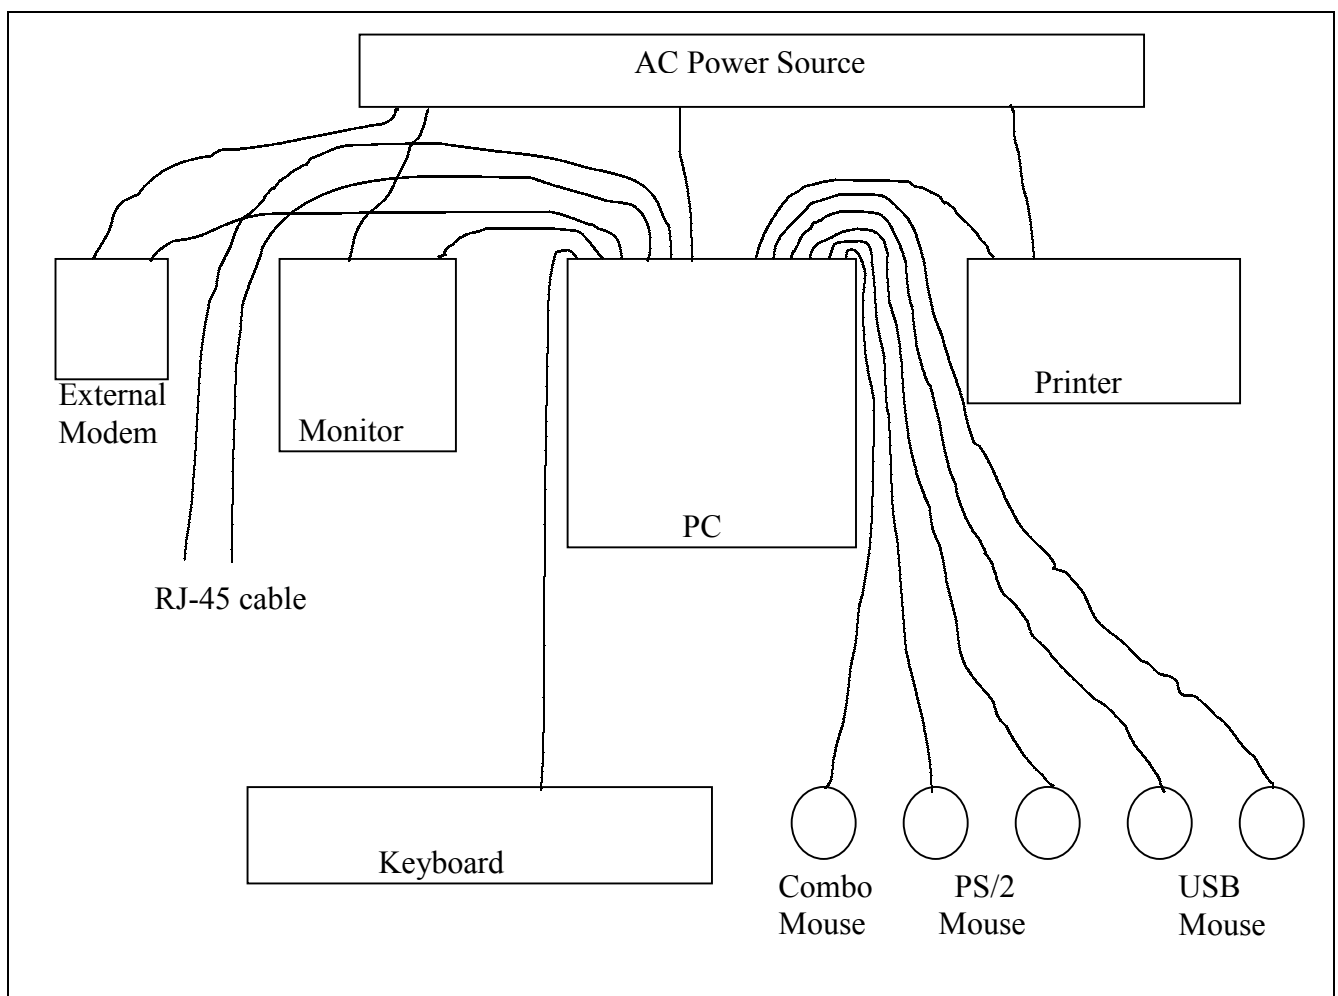 AC Power Source
External
Modem
Monitor
Printer
PC
RJ-45 cable
Keyboard
Combo
Mouse
PS/2
Mouse
USB
Mouse